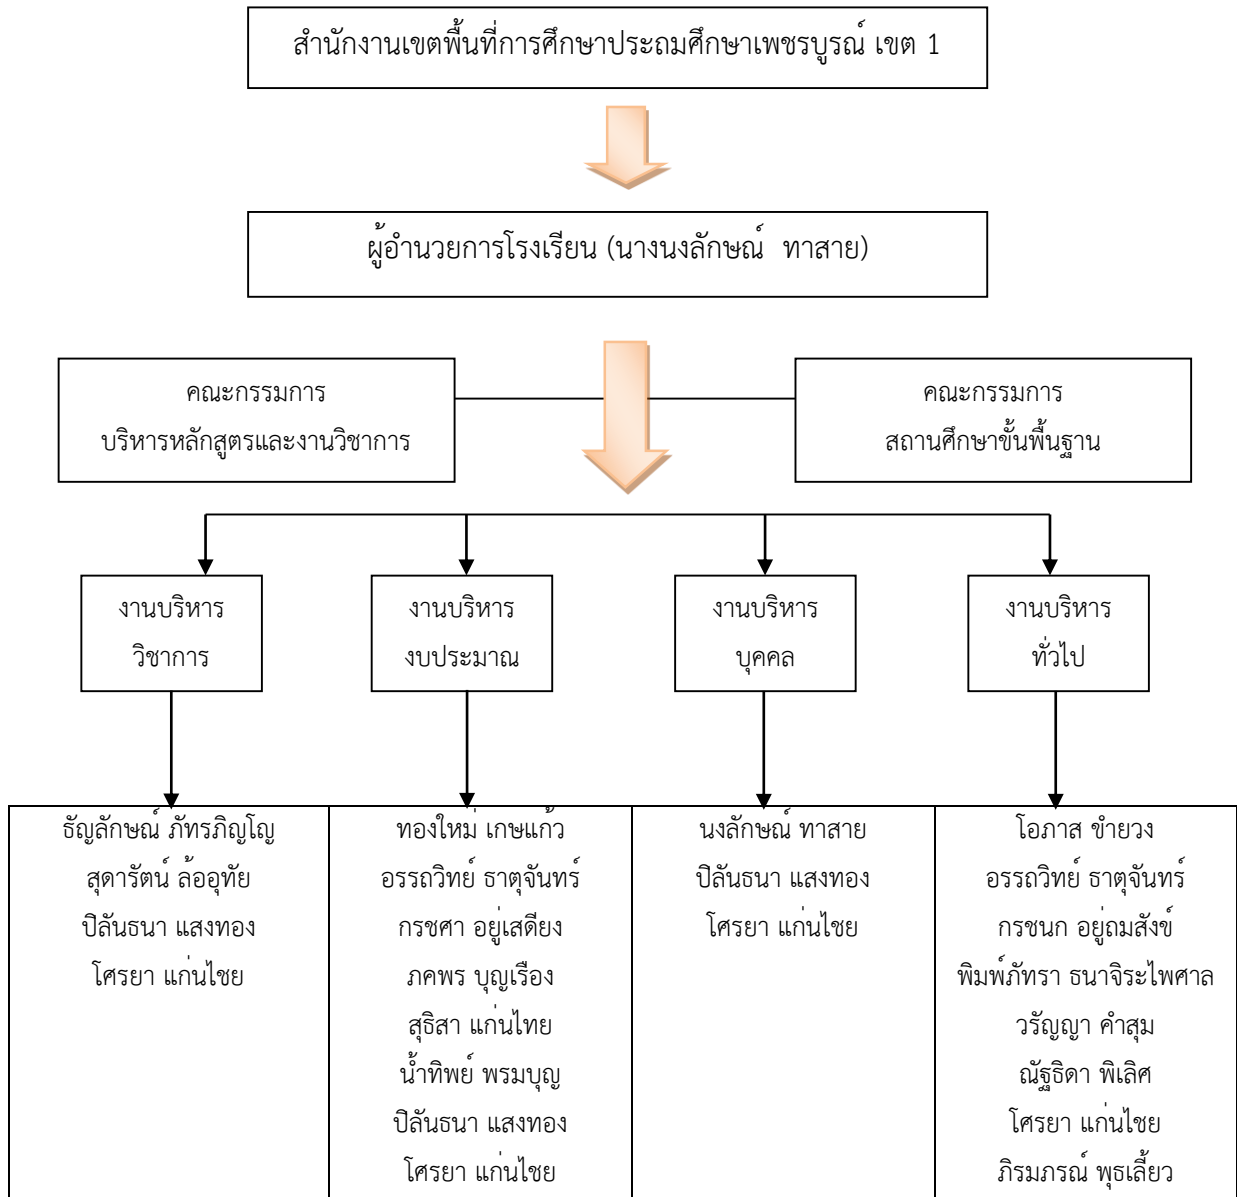 สำนักงานเขตพื้นที่การศึกษาประถมศึกษาเพชรบูรณ์ เขต 1
ผู้อำนวยการโรงเรียน (นางนงลักษณ์ ทาสาย)
คณะกรรมการ
บริหารหลักสูตรและงานวิชาการ
คณะกรรมการ
สถานศึกษาขั้นพื้นฐาน
งานบริหาร
วิชาการ
งานบริหาร
งบประมาณ
งานบริหาร
บุคคล
งานบริหาร
ทั่วไป
ธัญลักษณ์ ภัทรภิญโญ
สุดารัตน์ ล้ออุทัย
ปิลันธนา แสงทอง
โศรยา แก่นไชย
ทองใหม่ เกษแก้ว
อรรถวิทย์ ธาตุจันทร์
กรชศา อยู่เสดียง
ภคพร บุญเรือง
สุธิสา แก่นไทย
น้ำทิพย์ พรมบุญ
ปิลันธนา แสงทอง
โศรยา แก่นไชย
นงลักษณ์ ทาสาย
ปิลันธนา แสงทอง
โศรยา แก่นไชย
โอภาส ขำยวง
อรรถวิทย์ ธาตุจันทร์
กรชนก อยู่ถมสังข์
พิมพ์ภัทรา ธนาจิระไพศาล
วรัญญา คำสุม
ณัฐธิดา พิเลิศ
โศรยา แก่นไชย
ภิรมภรณ์ พุธเลี้ยว